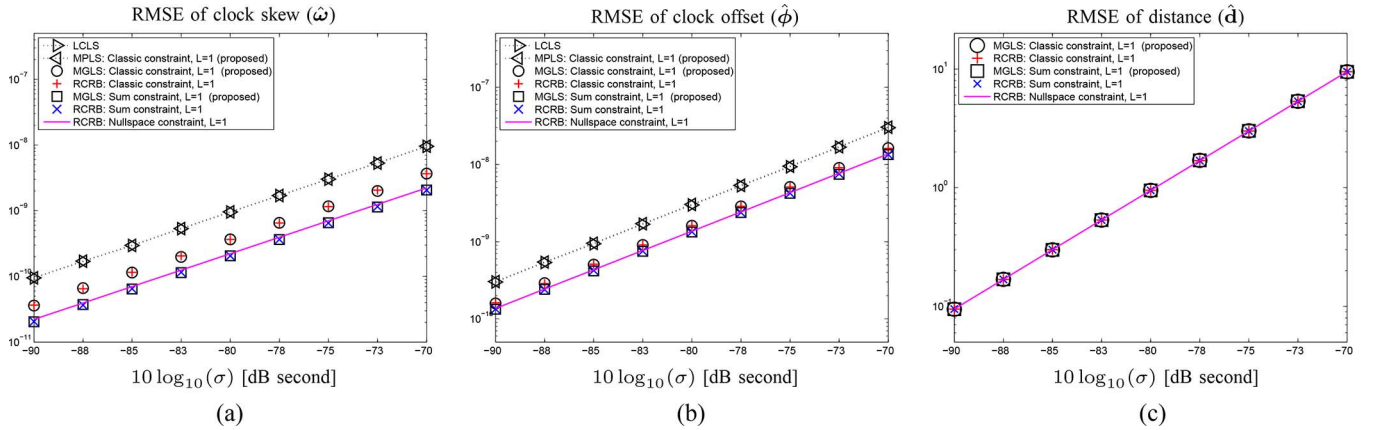 RMSE of clock skew (ω̂)
LCLS
MPLS: Classic constraint, L=1 (proposed)
MGLS: Classic constraint, L=1 (proposed)
RCRB: Classic constraint, L=1
MGLS: Sum constraint, L=1 (proposed)
RCRB: Sum constraint, L=1
RCRB: Nullspace constraint, L=1
10⁻⁷
10⁻⁸
10⁻⁹
10⁻¹⁰
10⁻¹¹
−90 −88 −85 −83 −80 −78 −75 −73 −70
10 log₁₀(σ) [dB second]
(a)
RMSE of clock offset (ϕ̂)
LCLS
MPLS: Classic constraint, L=1 (proposed)
MGLS: Classic constraint, L=1 (proposed)
RCRB: Classic constraint, L=1
MGLS: Sum constraint, L=1 (proposed)
RCRB: Sum constraint, L=1
RCRB: Nullspace constraint, L=1
10⁻⁷
10⁻⁸
10⁻⁹
10⁻¹⁰
−90 −88 −85 −83 −80 −78 −75 −73 −70
10 log₁₀(σ) [dB second]
(b)
RMSE of distance (d̂)
MGLS: Classic constraint, L=1 (proposed)
RCRB: Classic constraint, L=1
MGLS: Sum constraint, L=1 (proposed)
RCRB: Sum constraint, L=1
RCRB: Nullspace constraint, L=1
10¹
10⁰
10⁻¹
−90 −88 −85 −83 −80 −78 −75 −73 −70
10 log₁₀(σ) [dB second]
(c)